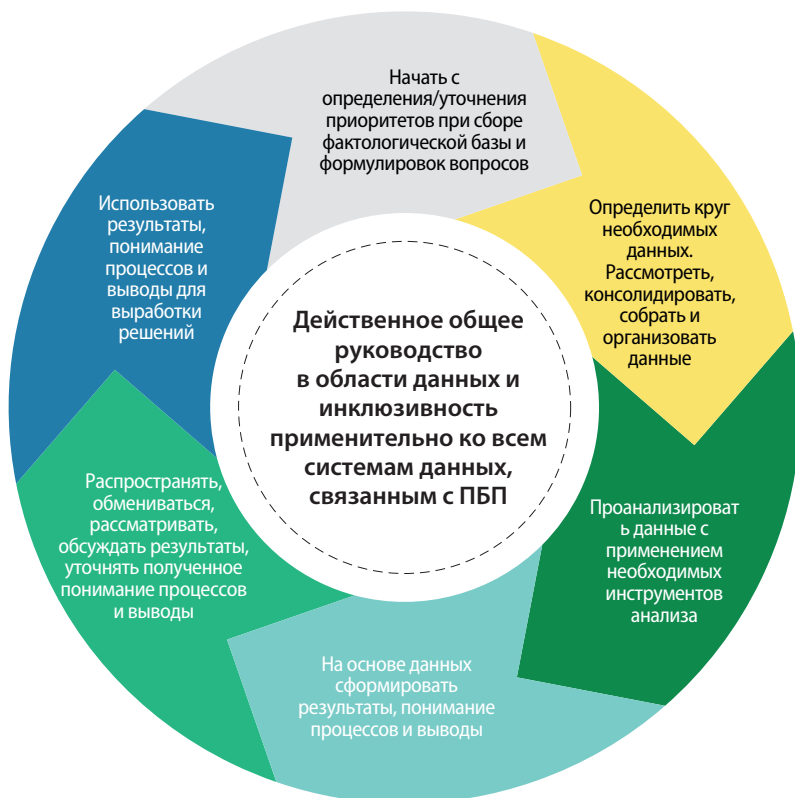 Начать с
определения/уточнения
приоритетов при сборе
фактологической базы и
формулировок вопросов
Определить круг
необходимых
данных.
Рассмотреть,
консолидировать,
собрать и
организовать
данные
Проанализироват
ь данные с
применением
необходимых
инструментов
анализа
На основе данных
сформировать
результаты, понимание
процессов и выводы
Распространять,
обмениваться,
рассматривать,
обсуждать результаты,
уточнять полученное
понимание процессов
и выводы
Использовать
результаты,
понимание
процессов и
выводы для
выработки
решений
Действенное общее
руководство
в области данных и
инклюзивность
применительно ко всем
системам данных,
связанным с ПБП